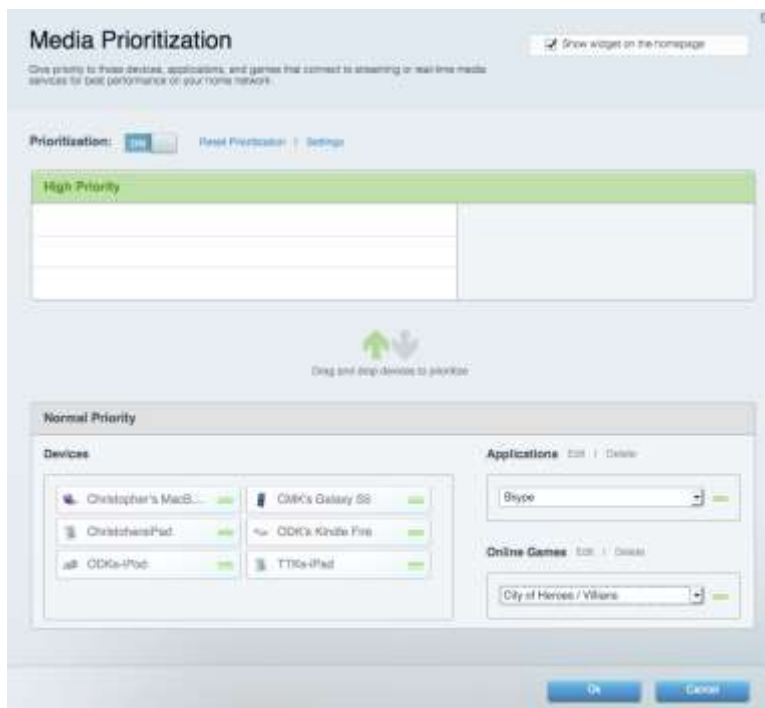 Media Prioritization
Show widget on the homepage
Give priority to those devices, applications, and games that connect to streaming or real-time media
services for best performance on your home network.
Prioritization: ON Reset Prioritization | Settings
High Priority
Drag and drop devices to prioritize
Normal Priority
Devices
Applications Edit | Delete
Christopher's MacB... CMK's Galaxy S6
Skype
ChristohersiPad ODK's Kindle Fire
Online Games Edit | Delete
ODKs-iPod TTKs-iPad
City of Heroes / Villians
Ok Cancel